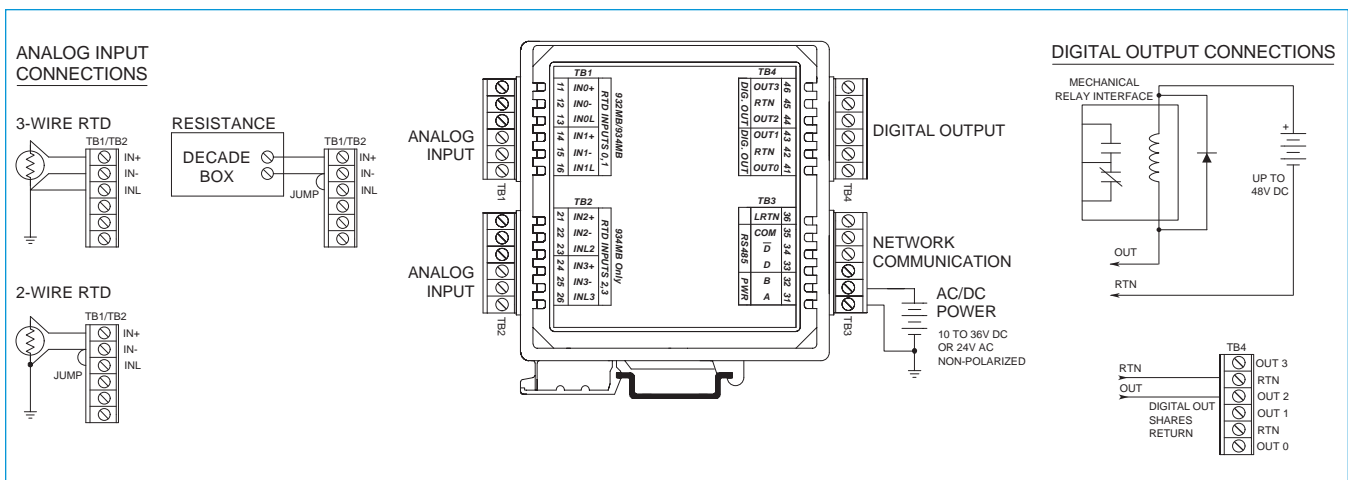 ANALOG INPUT
CONNECTIONS
3-WIRE RTD
TB1/TB2
IN+
IN-
INL
RESISTANCE
DECADE
BOX
TB1/TB2
IN+
IN-
INL
JUMP
2-WIRE RTD
TB1/TB2
IN+
IN-
INL
JUMP
ANALOG
INPUT
TB1
TB1
11 IN0+
12 IN0-
13 IN0L
14 IN1+
15 IN1-
16 IN1L
RTD INPUTS 0,1
932MB/934MB
ANALOG
INPUT
TB2
TB2
21 IN2+
22 IN2-
23 INL2
24 IN3+
25 IN3-
26 INL3
RTD INPUTS 2,3
934MB Only
TB4
DIG. OUT
DIG. OUT
OUT3 46
RTN 45
OUT2 44
OUT1 43
RTN 42
OUT0 41
TB4
DIGITAL OUTPUT
TB3
LRTN 36
COM 35
D̅ 34
D 33
B 32
A 31
RS485
PWR
TB3
NETWORK
COMMUNICATION
AC/DC
POWER
10 TO 36V DC
OR 24V AC
NON-POLARIZED
DIGITAL OUTPUT CONNECTIONS
MECHANICAL
RELAY INTERFACE
+
UP TO
48V DC
OUT
RTN
TB4
RTN
OUT
DIGITAL OUT
SHARES
RETURN
OUT 3
RTN
OUT 2
OUT 1
RTN
OUT 0